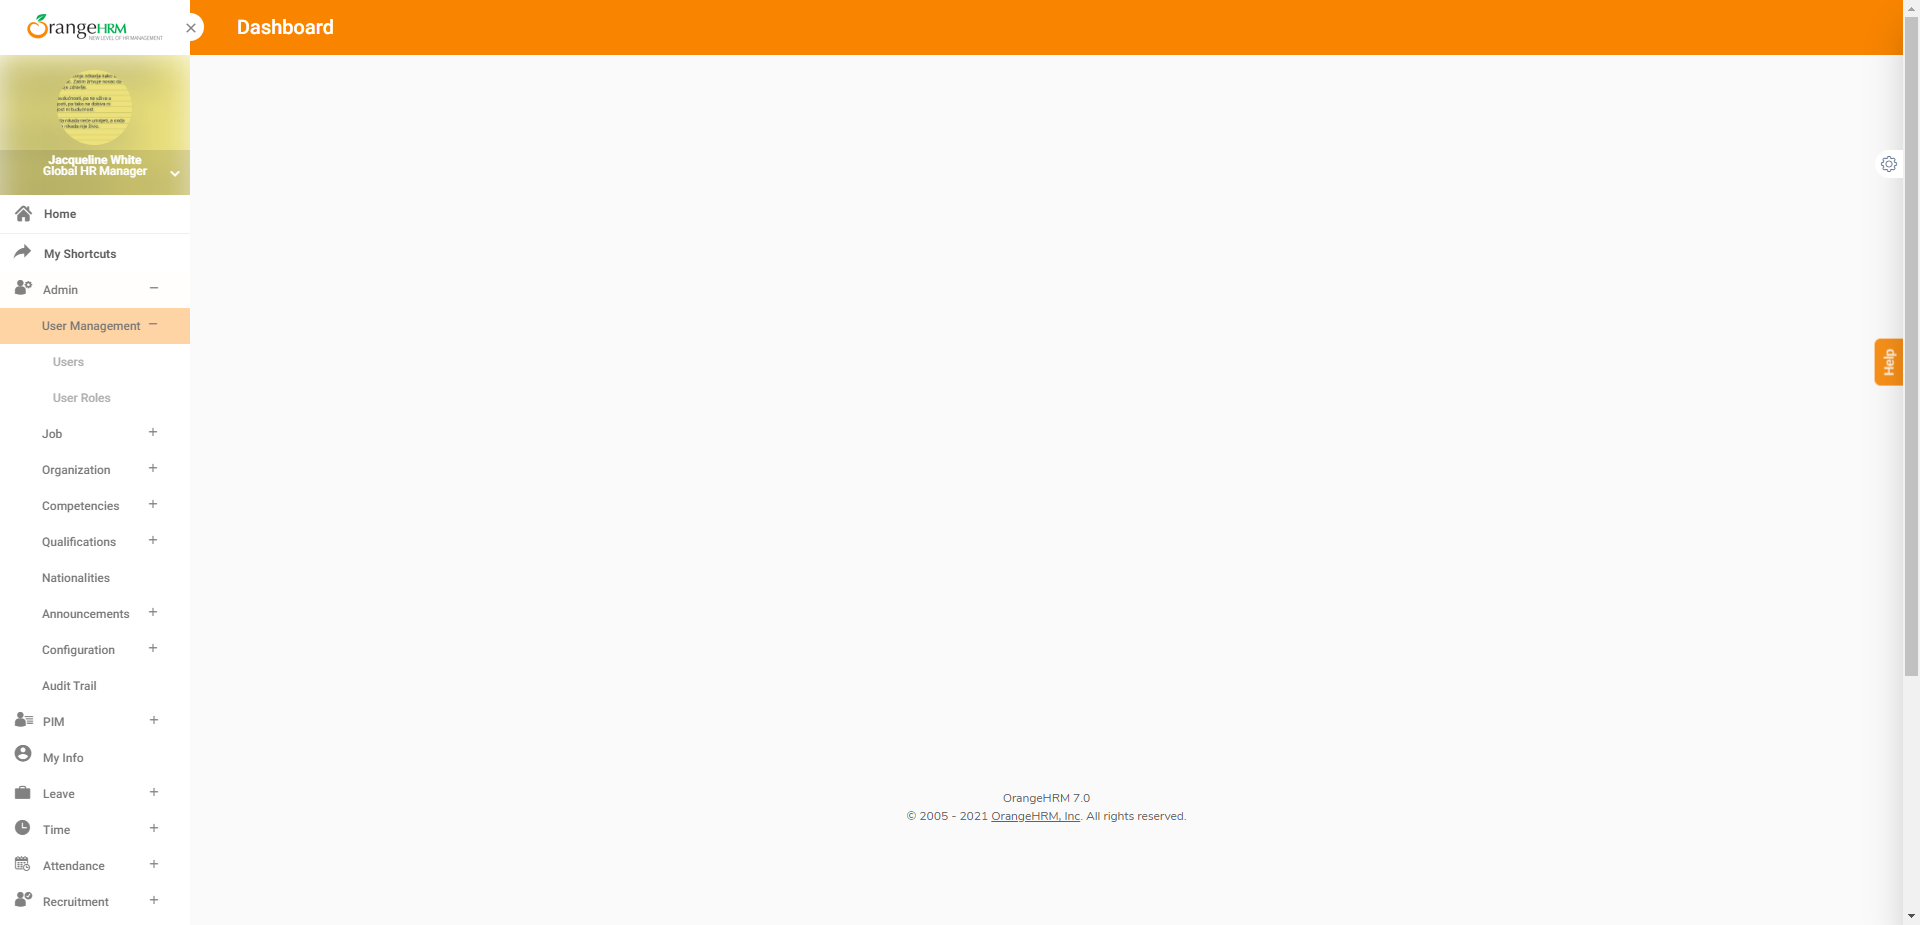 OrangeHRM
NEW LEVEL OF HR MANAGEMENT
Dashboard
Jacqueline White
Global HR Manager
Home
My Shortcuts
Admin
User Management
Users
User Roles
Job
Organization
Competencies
Qualifications
Nationalities
Announcements
Configuration
Audit Trail
PIM
My Info
Leave
Time
Attendance
Recruitment
Help
OrangeHRM 7.0
© 2005 - 2021 OrangeHRM, Inc. All rights reserved.